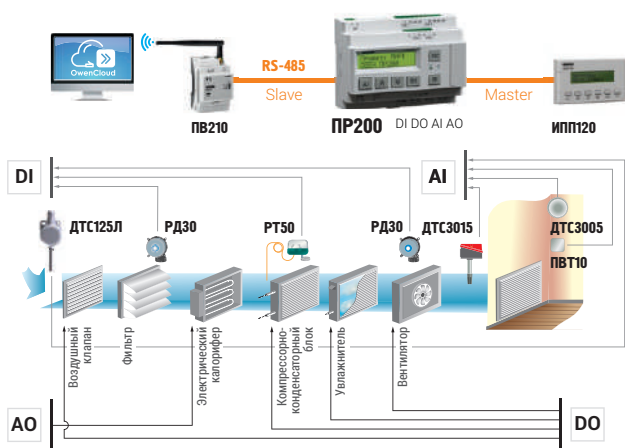 OwenCloud
RS-485
Slave
Master
ПВ210
ПР200
DI DO AI AO
ИПП120
DI
AI
ДТС125Л
РД30
РТ50
РД30
ДТС3015
ДТС3005
ПВТ10
Воздушный
клапан
Фильтр
Электрический
калорифер
Компрессорно-
конденсаторный
блок
Увлажнитель
Вентилятор
AO
DO